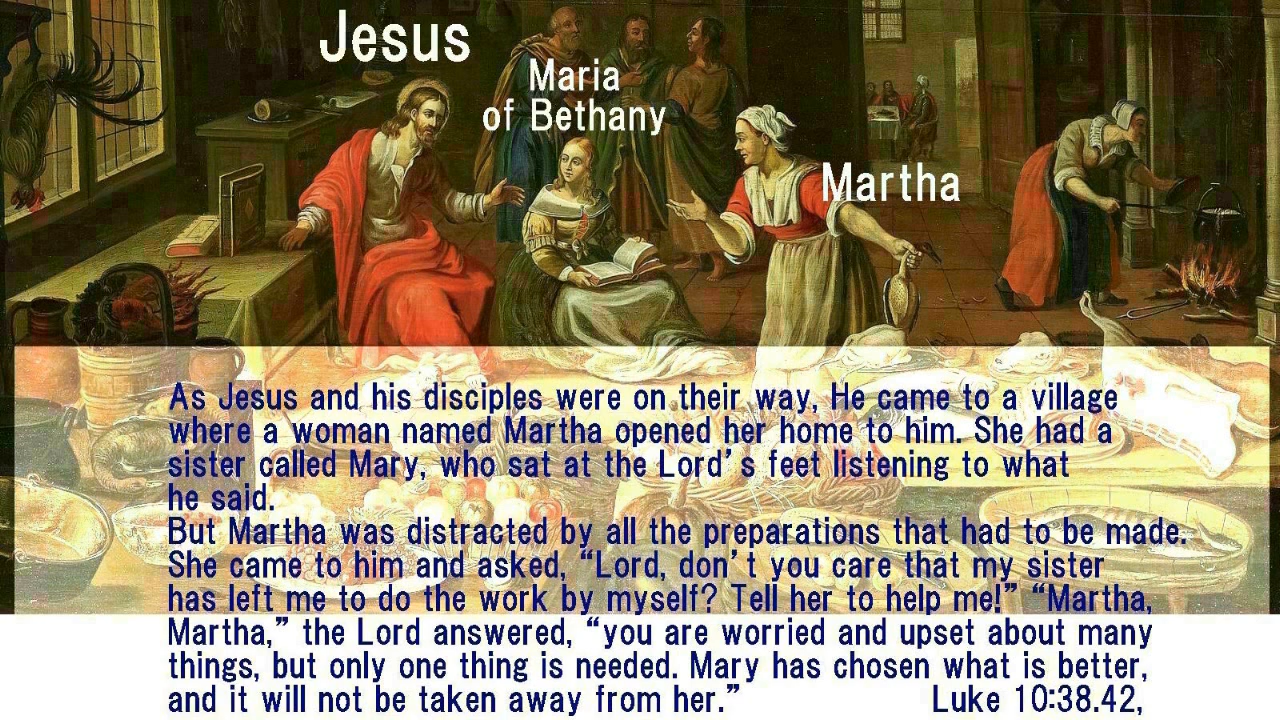 Jesus
Maria
of Bethany
Martha
As Jesus and his disciples were on their way, He came to a village
where a woman named Martha opened her home to him. She had a
sister called Mary, who sat at the Lord's feet listening to what
he said.
But Martha was distracted by all the preparations that had to be made.
She came to him and asked, “Lord, don't you care that my sister
has left me to do the work by myself? Tell her to help me!” “Martha,
Martha,” the Lord answered, “you are worried and upset about many
things, but only one thing is needed. Mary has chosen what is better,
and it will not be taken away from her.” Luke 10:38.42,